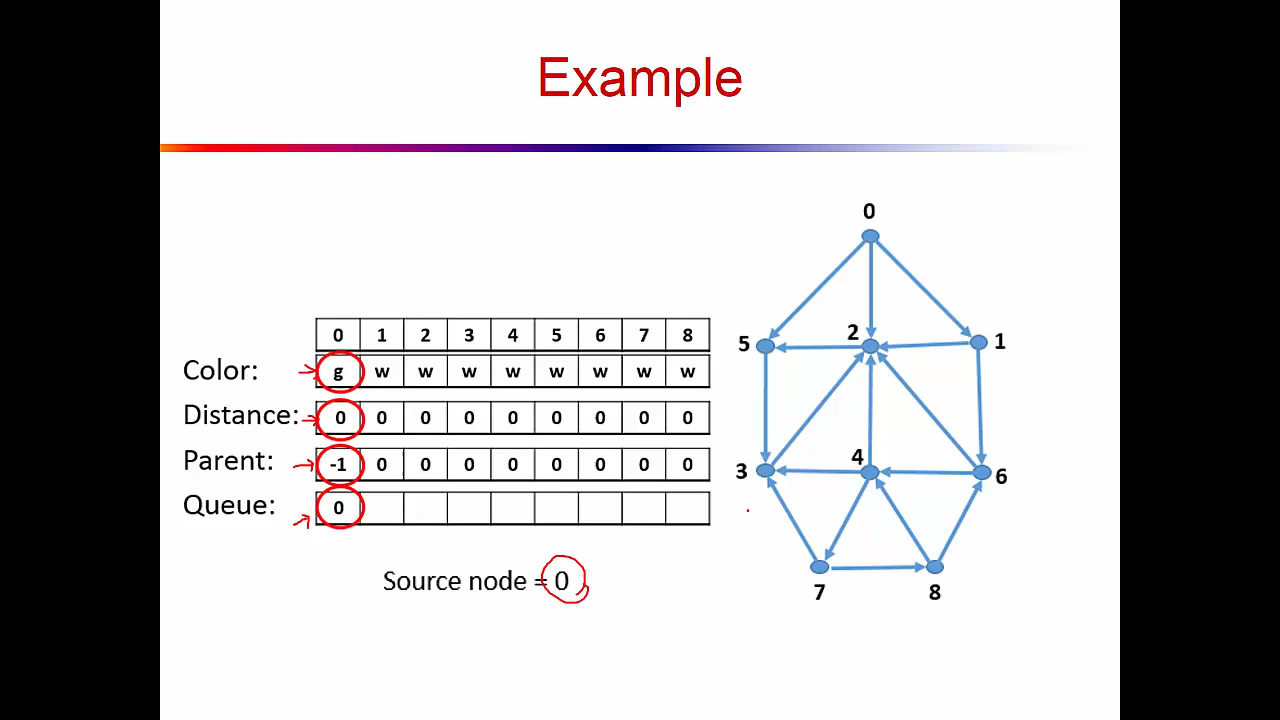 Example
0 1 2 3 4 5 6 7 8
Color: g w w w w w w w w
Distance: 0 0 0 0 0 0 0 0 0
Parent: -1 0 0 0 0 0 0 0 0
Queue: 0
Source node = 0
0
5 2 1
3 4 6
7 8